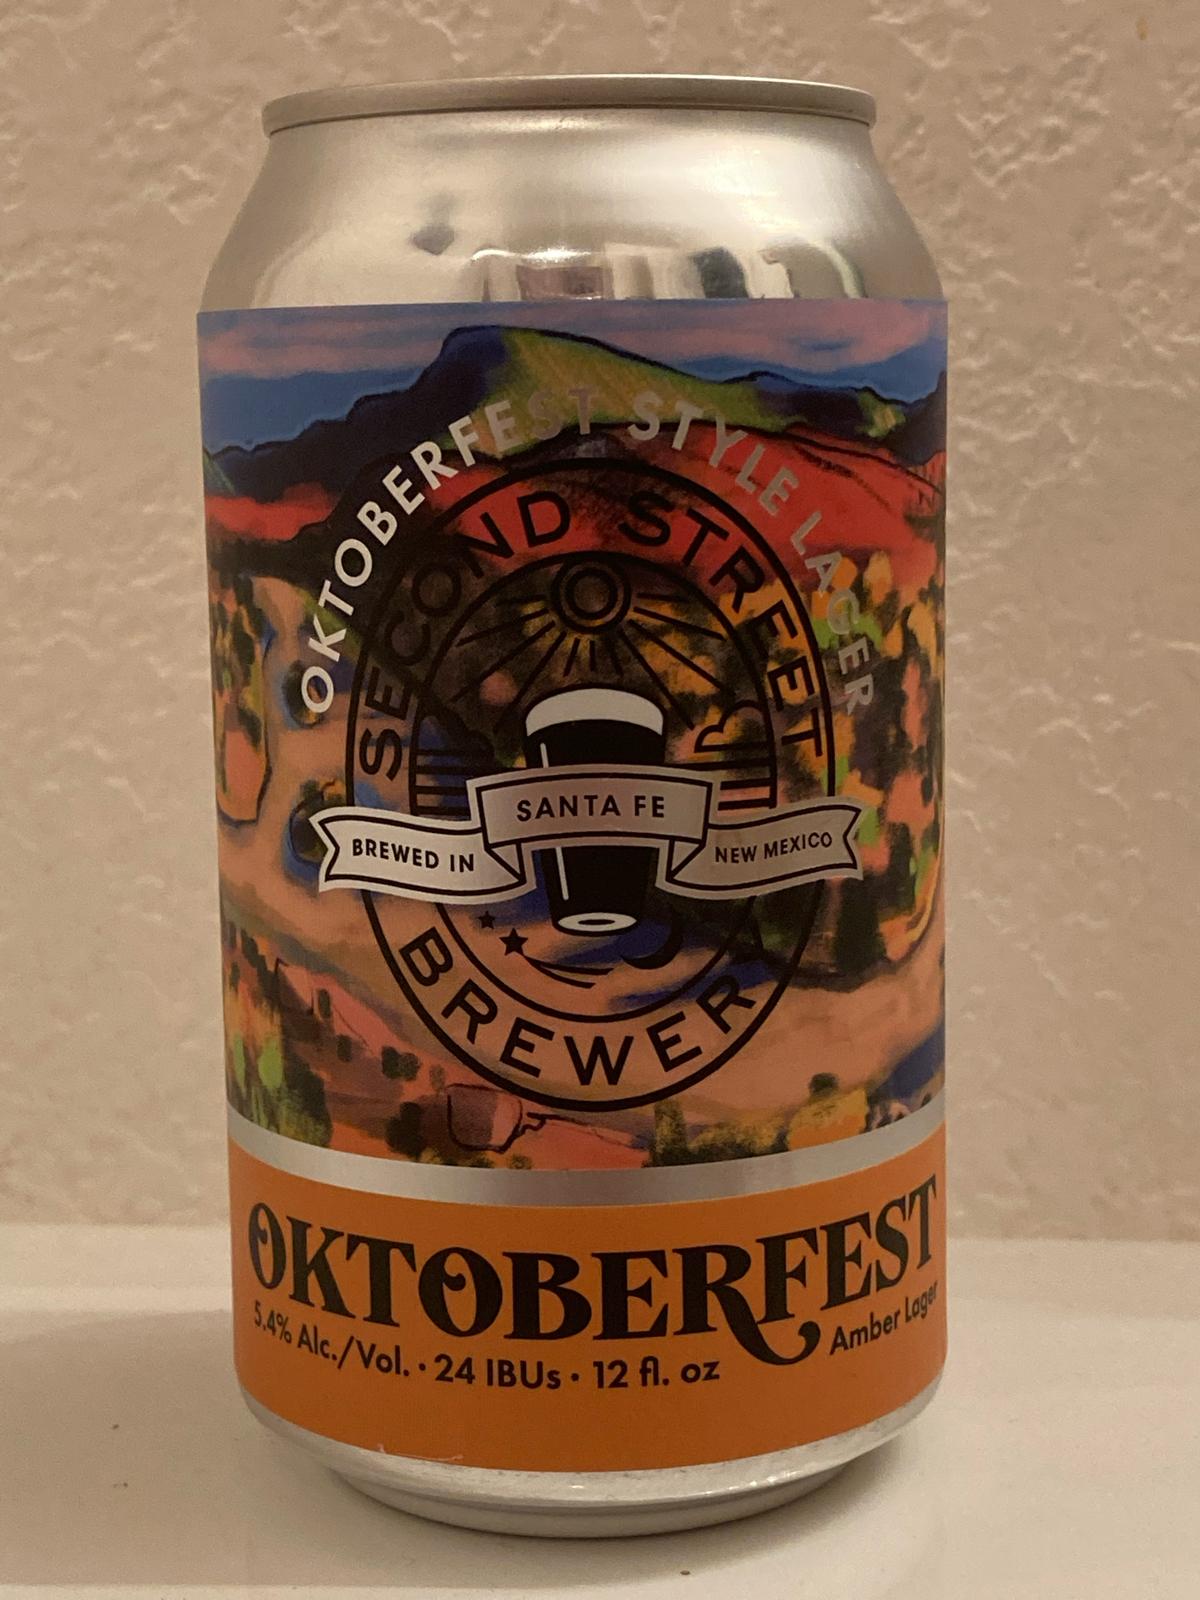 OKTOBERFEST STYLE LAGER
SECOND STREET
BREWED IN SANTA FE NEW MEXICO
BREWERY
OKTOBERFEST
5.4% Alc./Vol. · 24 IBUs · 12 fl. oz
Amber Lager